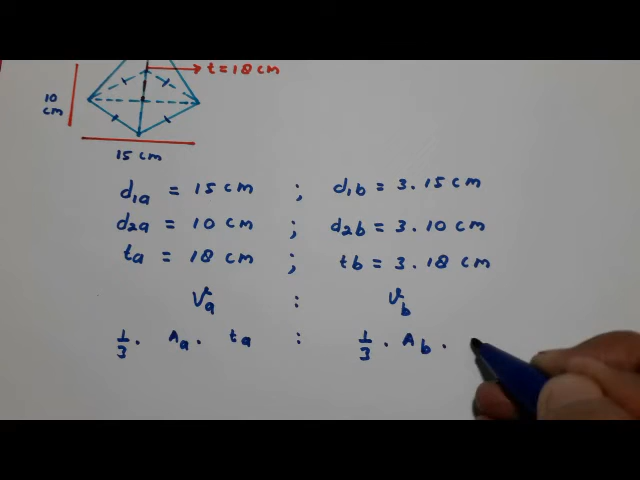 t = 18 cm
10 cm
15 cm
d1a = 15 cm ; d1b = 3.15 cm
d2a = 10 cm ; d2b = 3.10 cm
ta = 18 cm ; tb = 3.18 cm
Va : Vb
1/3 . Aa . ta : 1/3 . Ab .